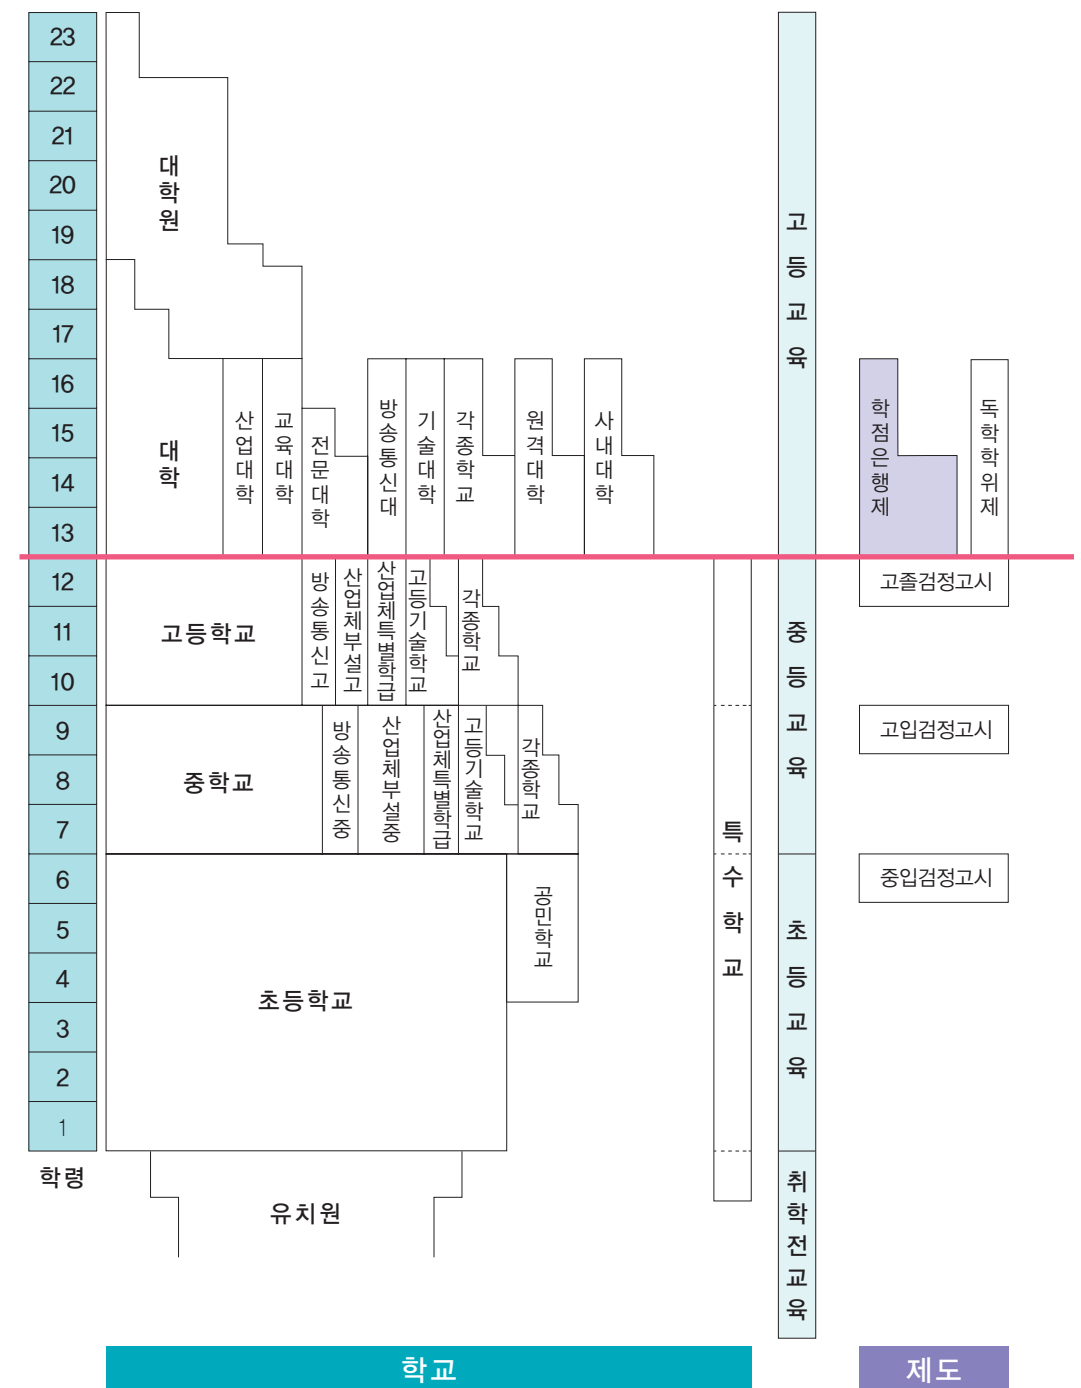 23
22
21
20
19
18
17
16
15
14
13
12
11
10
9
8
7
6
5
4
3
2
1
학령
대학원
대학
산업대학
교육대학
전문대학
방송통신대
기술대학
각종학교
원격대학
사내대학
고등학교
방송통신고
산업체부설고
산업체특별학급
고등기술학교
각종학교
중학교
방송통신중
산업체부설중
산업체특별학급
고등기술학교
각종학교
초등학교
공민학교
유치원
특수학교
고등교육
중등교육
초등교육
취학전교육
학점은행제
독학학위제
고졸검정고시
고입검정고시
중입검정고시
학교
제도